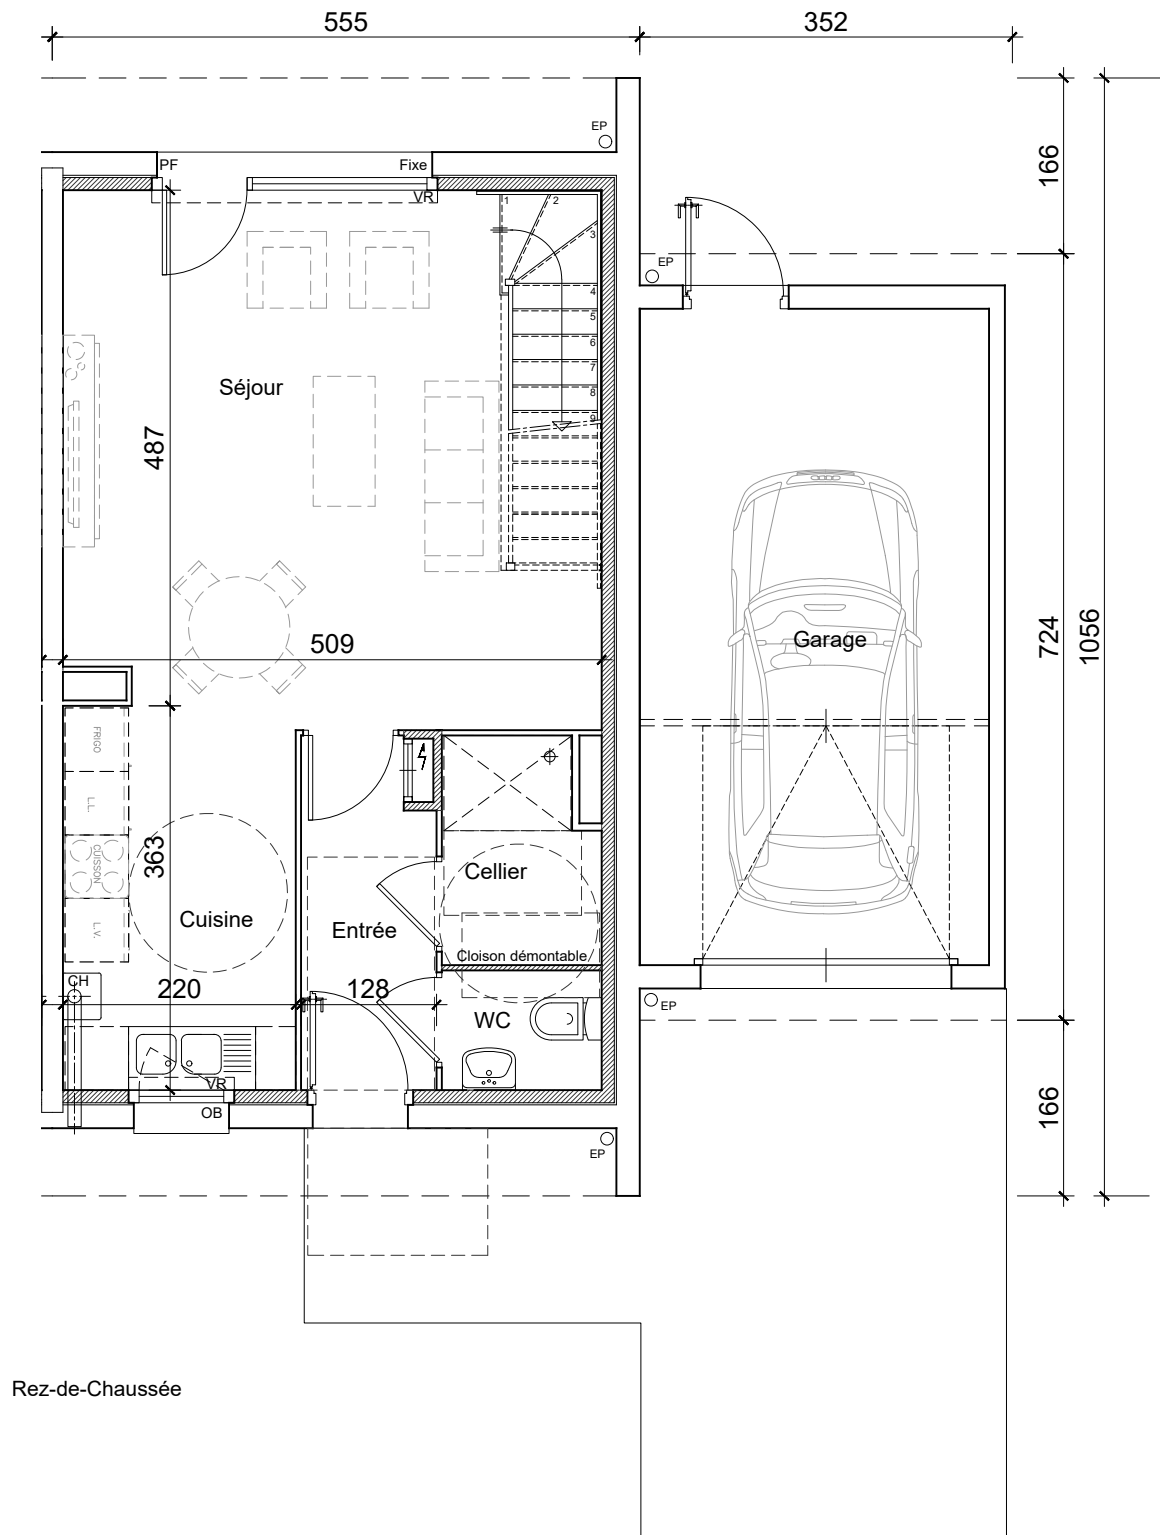 555
352
EP
166
PF
Fixe
VR
1
2
3
EP
4
5
6
7
8
9
Séjour
487
724
1056
509
Garage
FRIGO
L.L.
CUISSON
363
L.V.
Cellier
Cuisine
Entrée
Cloison démontable
CH
220
128
WC
EP
VR
OB
166
EP
Rez-de-Chaussée